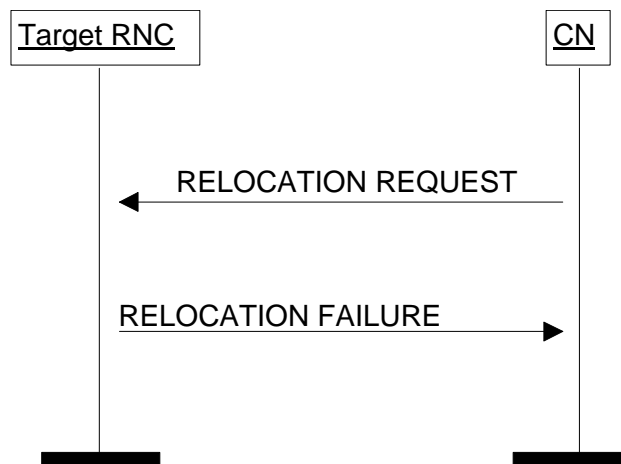 Target RNC
CN
RELOCATION REQUEST
RELOCATION FAILURE